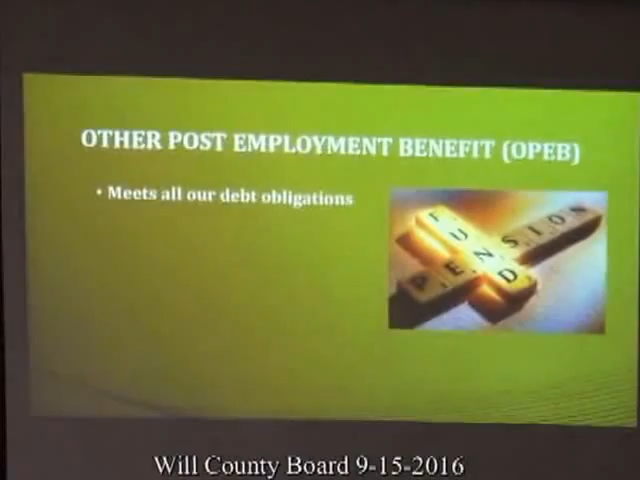 OTHER POST EMPLOYMENT BENEFIT (OPEB)
• Meets all our debt obligations
FUND
PENSION
Will County Board 9-15-2016